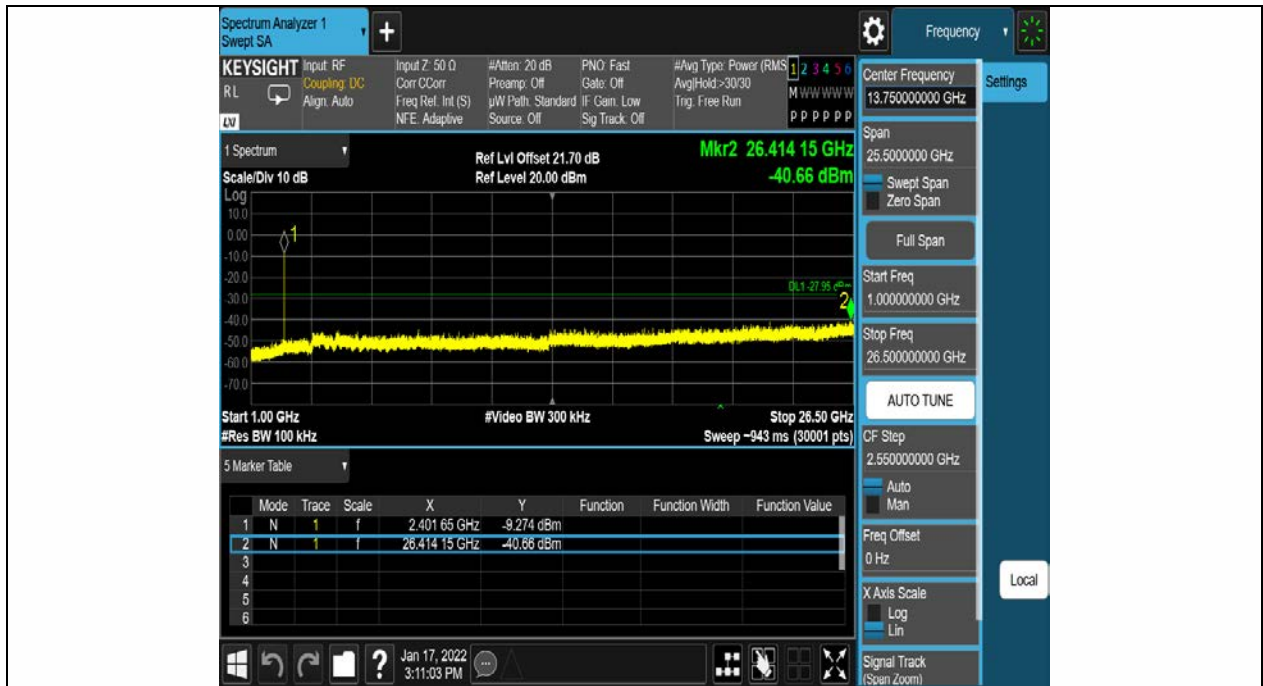 Spectrum Analyzer 1
Swept SA
+
Frequency
KEYSIGHT
RL
LXI
Input: RF
Coupling: DC
Align: Auto
Input Z: 50 Ω
Corr CCorr
Freq Ref: Int (S)
NFE: Adaptive
#Atten: 20 dB
Preamp: Off
µW Path: Standard
Source: Off
PNO: Fast
Gate: Off
IF Gain: Low
Sig Track: Off
#Avg Type: Power (RMS
Avg|Hold:>30/30
Trig: Free Run
1 2 3 4 5 6
M W W W W W
P P P P P P
1 Spectrum
Scale/Div 10 dB
Ref Lvl Offset 21.70 dB
Ref Level 20.00 dBm
Mkr2 26.414 15 GHz
-40.66 dBm
Log
10.0
0.00
-10.0
-20.0
-30.0
-40.0
-50.0
-60.0
-70.0
1
DL1 -27.95 dBm
2
Start 1.00 GHz
#Video BW 300 kHz
Stop 26.50 GHz
#Res BW 100 kHz
Sweep ~943 ms (30001 pts)
5 Marker Table
Mode Trace Scale X Y Function Function Width Function Value
1 N 1 f 2.401 65 GHz -9.274 dBm
2 N 1 f 26.414 15 GHz -40.66 dBm
3
4
5
6
Jan 17, 2022
3:11:03 PM
?
Center Frequency
13.750000000 GHz
Settings
Span
25.5000000 GHz
Swept Span
Zero Span
Full Span
Start Freq
1.000000000 GHz
Stop Freq
26.500000000 GHz
AUTO TUNE
CF Step
2.550000000 GHz
Auto
Man
Freq Offset
0 Hz
Local
X Axis Scale
Log
Lin
Signal Track
(Span Zoom)